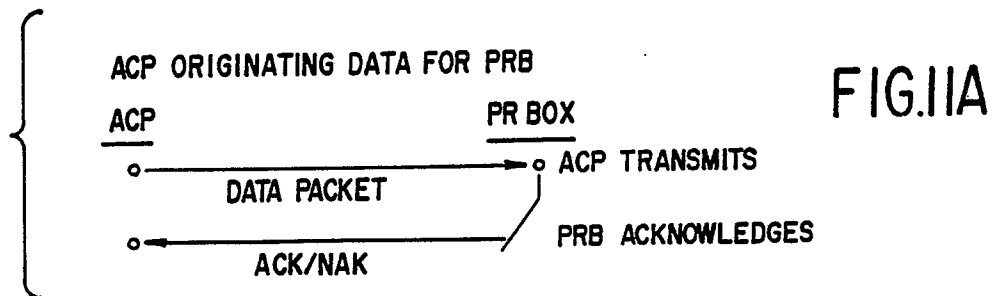 ACP ORIGINATING DATA FOR PRB
FIG.11A
ACP PR BOX
ACP TRANSMITS
DATA PACKET
PRB ACKNOWLEDGES
ACK/NAK